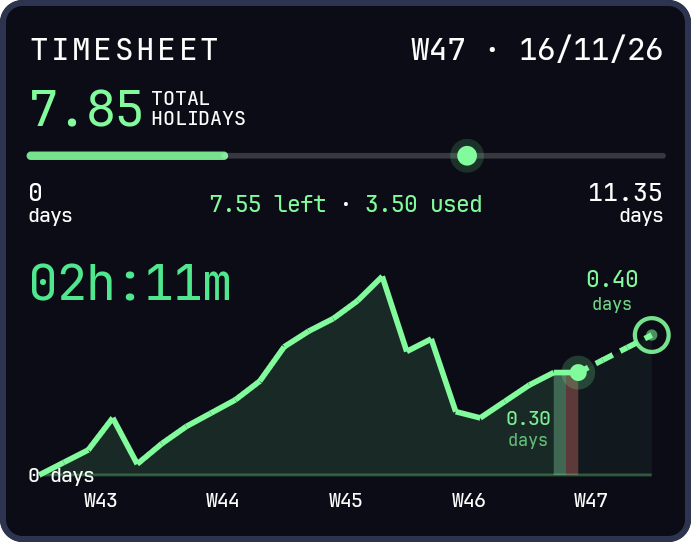 TIMESHEET
W47 · 16/11/26
7.85 TOTAL HOLIDAYS
0 days
7.55 left · 3.50 used
11.35 days
02h:11m
0.40 days
0.30 days
0 days
W43 W44 W45 W46 W47